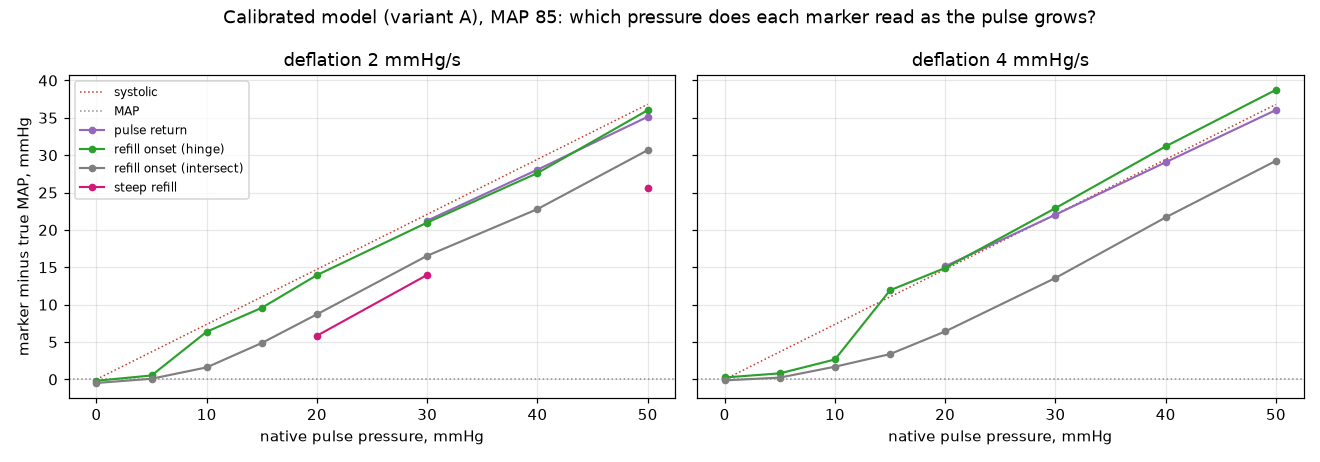 Calibrated model (variant A), MAP 85: which pressure does each marker read as the pulse grows?
deflation 2 mmHg/s
deflation 4 mmHg/s
marker minus true MAP, mmHg
40
35
30
25
20
15
10
5
0
systolic
MAP
pulse return
refill onset (hinge)
refill onset (intersect)
steep refill
0 10 20 30 40 50
0 10 20 30 40 50
native pulse pressure, mmHg
native pulse pressure, mmHg